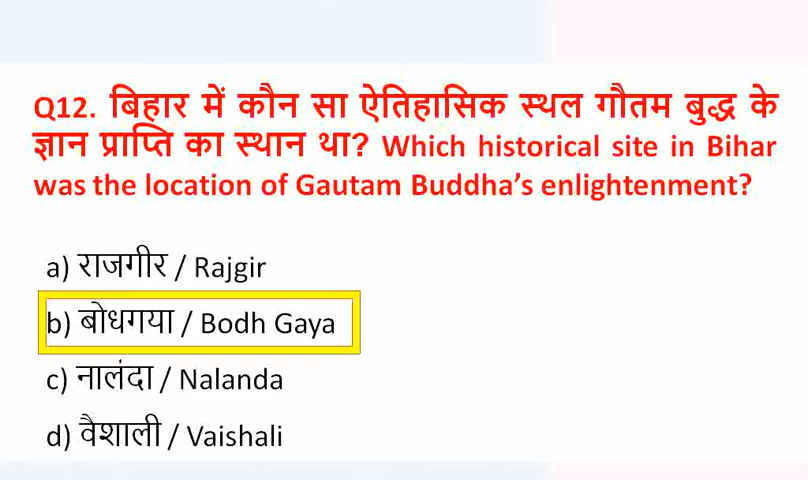 Q12. बिहार में कौन सा ऐतिहासिक स्थल गौतम बुद्ध के
ज्ञान प्राप्ति का स्थान था? Which historical site in Bihar
was the location of Gautam Buddha’s enlightenment?
a) राजगीर / Rajgir
b) बोधगया / Bodh Gaya
c) नालंदा / Nalanda
d) वैशाली / Vaishali